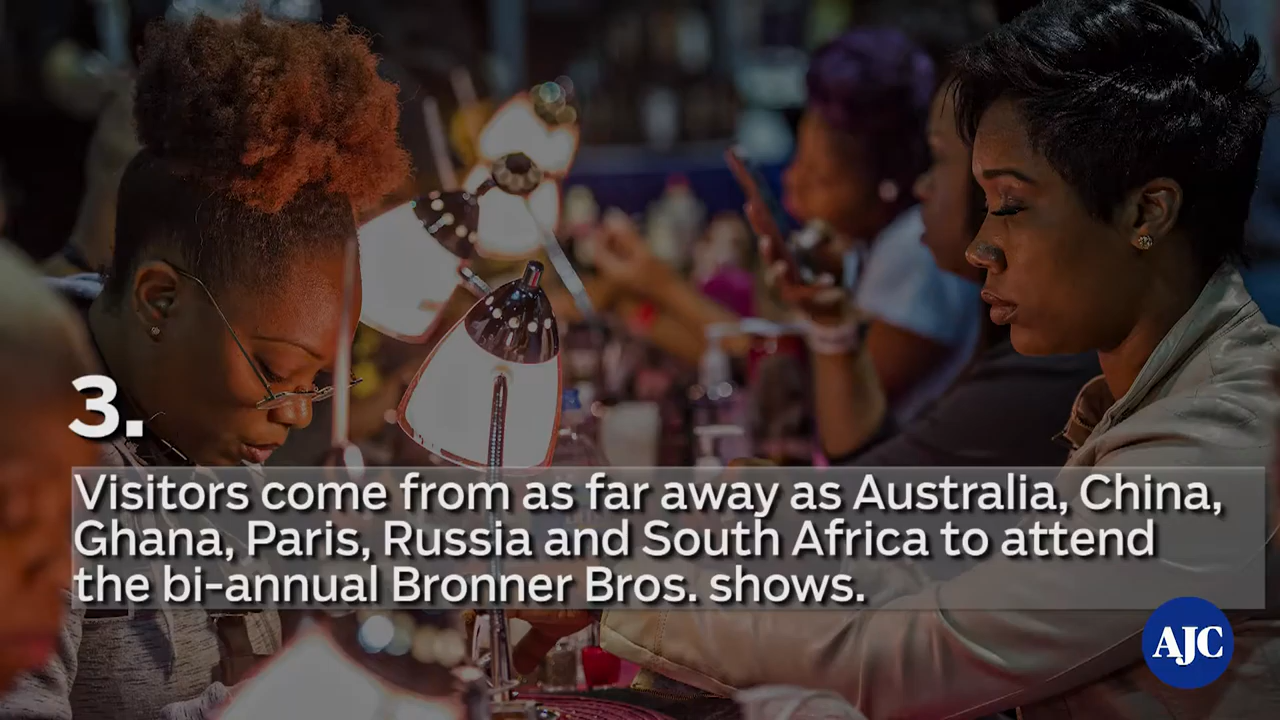 3.
Visitors come from as far away as Australia, China,
Ghana, Paris, Russia and South Africa to attend
the bi-annual Bronner Bros. shows.
AJC